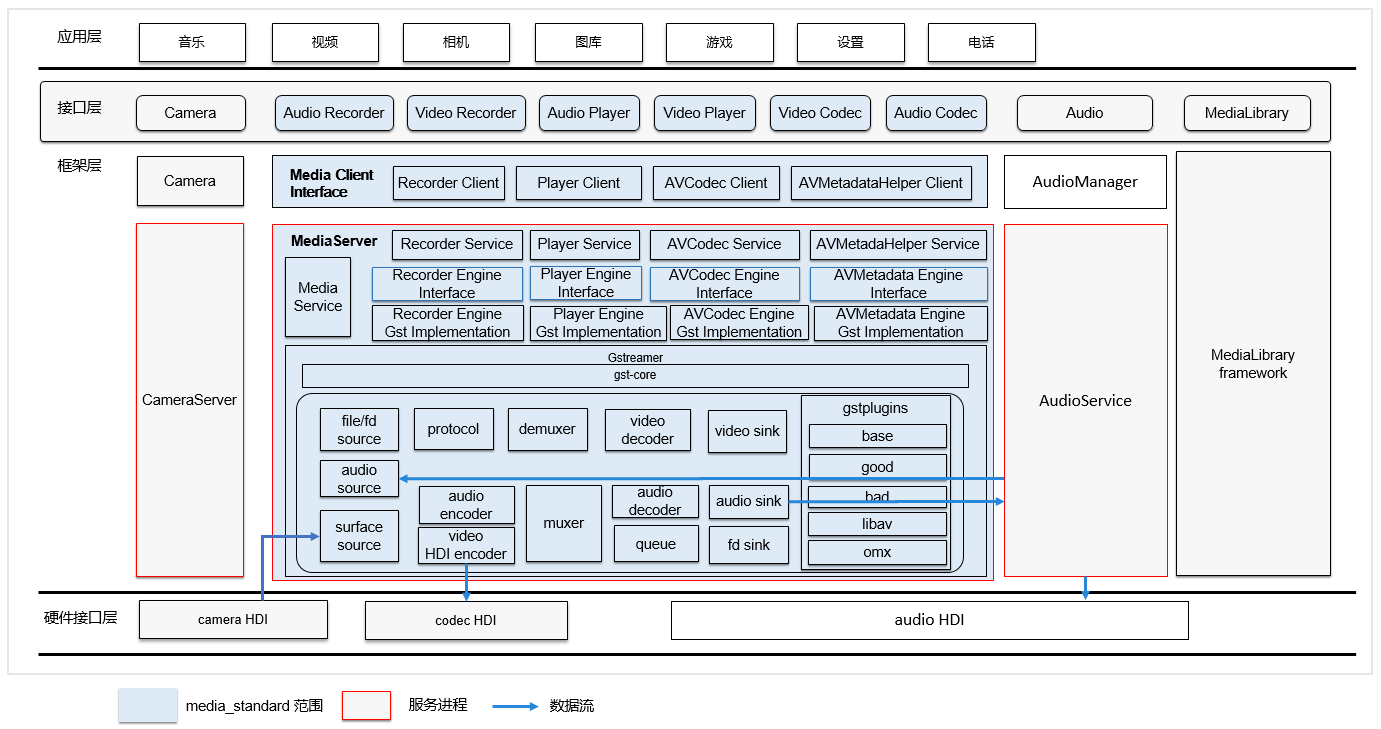 应用层
音乐
视频
相机
图库
游戏
设置
电话
接口层
Camera
Audio Recorder
Video Recorder
Audio Player
Video Player
Video Codec
Audio Codec
Audio
MediaLibrary
框架层
Camera
Media Client
Interface
Recorder Client
Player Client
AVCodec Client
AVMetadataHelper Client
AudioManager
MediaLibrary
framework
CameraServer
MediaServer
Recorder Service
Player Service
AVCodec Service
AVMetadaHelper Service
Media
Service
Recorder Engine
Interface
Player Engine
Interface
AVCodec Engine
Interface
AVMetadata Engine
Interface
Recorder Engine
Gst Implementation
Player Engine
Gst Implementation
AVCodec Engine
Gst Implementation
AVMetadata Engine
Gst Implementation
AudioService
Gstreamer
gst-core
file/fd
source
protocol
demuxer
video
decoder
video sink
gstplugins
base
good
bad
libav
omx
audio
source
audio
encoder
muxer
audio
decoder
audio sink
surface
source
video
HDI encoder
queue
fd sink
硬件接口层
camera HDI
codec HDI
audio HDI
media_standard 范围
服务进程
数据流